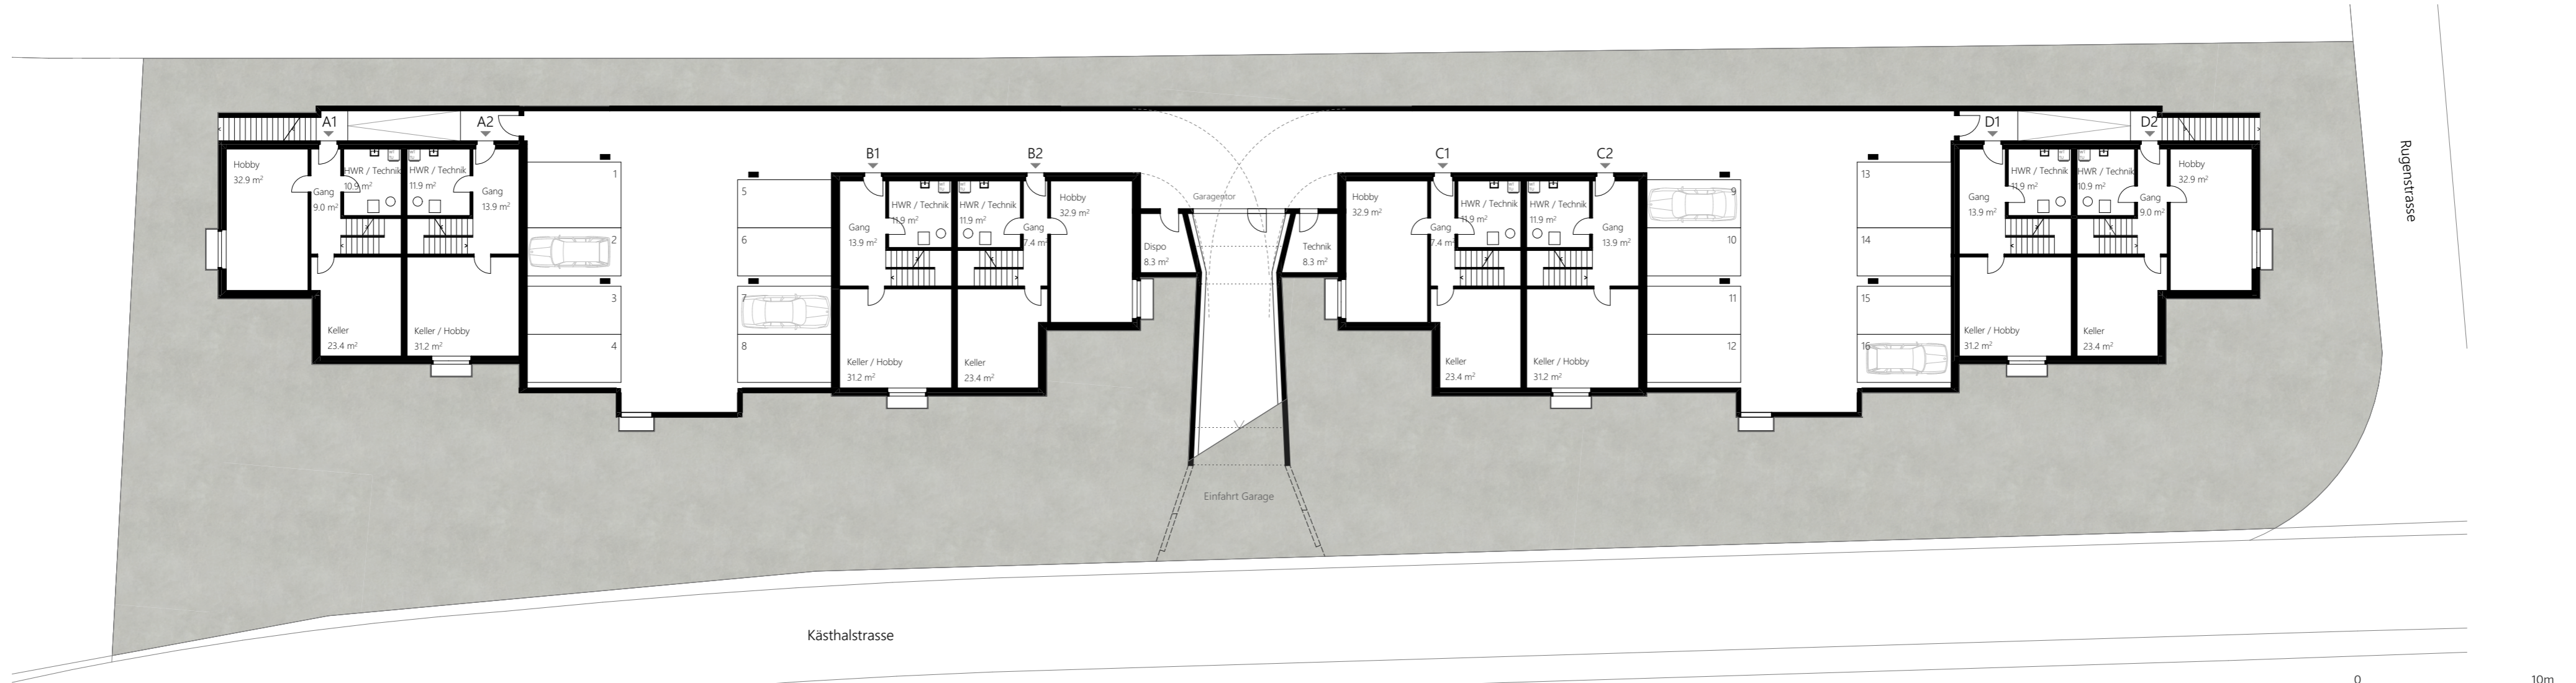 A1
A2
Hobby
32.9 m²
Gang
9.0 m²
HWR / Technik
10.9 m²
HWR / Technik
11.9 m²
Gang
13.9 m²
Keller
23.4 m²
Keller / Hobby
31.2 m²
1
2
3
4
5
6
7
8
B1
B2
Gang
13.9 m²
HWR / Technik
11.9 m²
HWR / Technik
11.9 m²
Gang
7.4 m²
Hobby
32.9 m²
Keller / Hobby
31.2 m²
Keller
23.4 m²
Dispo
8.3 m²
Garagentor
Technik
8.3 m²
Einfahrt Garage
C1
C2
Hobby
32.9 m²
Gang
7.4 m²
HWR / Technik
11.9 m²
HWR / Technik
11.9 m²
Gang
13.9 m²
Keller
23.4 m²
Keller / Hobby
31.2 m²
9
10
11
12
13
14
15
16
D1
D2
Gang
13.9 m²
HWR / Technik
11.9 m²
HWR / Technik
10.9 m²
Gang
9.0 m²
Hobby
32.9 m²
Keller / Hobby
31.2 m²
Keller
23.4 m²
Rugenstrasse
Kästhalstrasse
0
10m